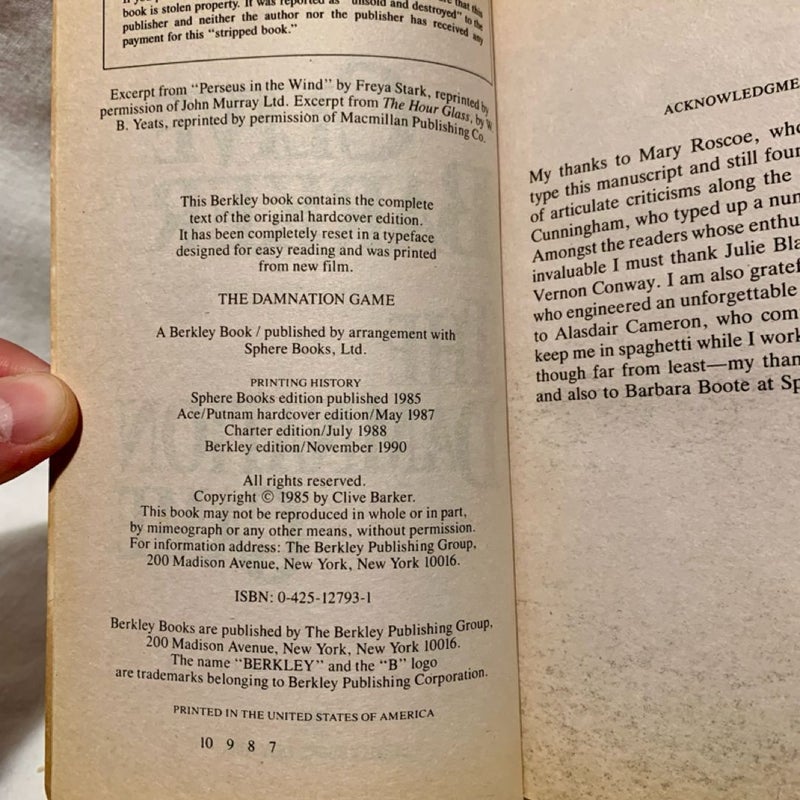 book is stolen property. It was reported as "unsold and destroyed" to the
publisher and neither the author nor the publisher has received any
payment for this "stripped book."
Excerpt from "Perseus in the Wind" by Freya Stark, reprinted by
permission of John Murray Ltd. Excerpt from The Hour Glass, by W.
B. Yeats, reprinted by permission of Macmillan Publishing Co.
This Berkley book contains the complete
text of the original hardcover edition.
It has been completely reset in a typeface
designed for easy reading and was printed
from new film.
THE DAMNATION GAME
A Berkley Book / published by arrangement with
Sphere Books, Ltd.
PRINTING HISTORY
Sphere Books edition published 1985
Ace/Putnam hardcover edition/May 1987
Charter edition/July 1988
Berkley edition/November 1990
All rights reserved.
Copyright © 1985 by Clive Barker.
This book may not be reproduced in whole or in part,
by mimeograph or any other means, without permission.
For information address: The Berkley Publishing Group,
200 Madison Avenue, New York, New York 10016.
ISBN: 0-425-12793-1
Berkley Books are published by The Berkley Publishing Group,
200 Madison Avenue, New York, New York 10016.
The name "BERKLEY" and the "B" logo
are trademarks belonging to Berkley Publishing Corporation.
PRINTED IN THE UNITED STATES OF AMERICA
10 9 8 7
ACKNOWLEDGME
My thanks to Mary Roscoe, who
type this manuscript and still four
of articulate criticisms along the
Cunningham, who typed up a num
Amongst the readers whose enthu
invaluable I must thank Julie Bla
Vernon Conway. I am also gratef
who engineered an unforgettable
to Alasdair Cameron, who com
keep me in spaghetti while I work
though far from least—my than
and also to Barbara Boote at Sp